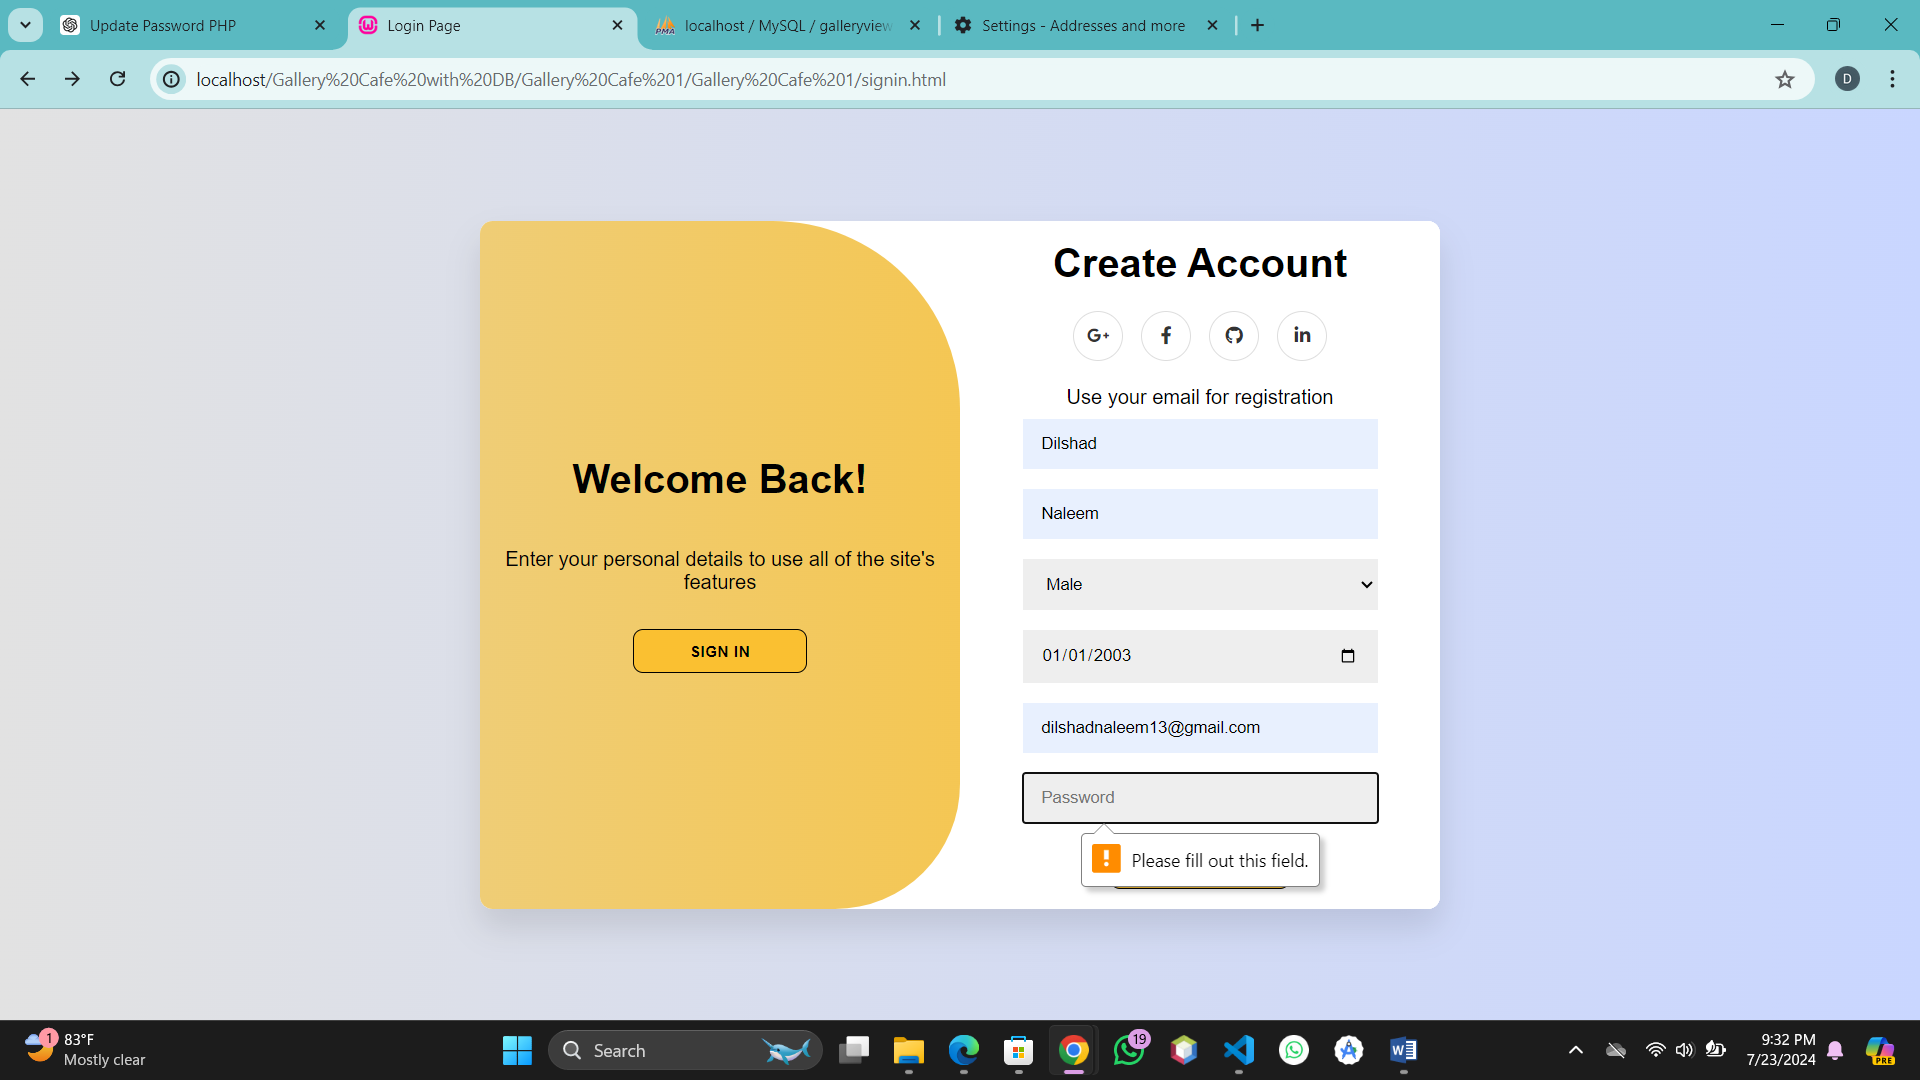 Update Password PHP
Login Page
localhost / MySQL / galleryview
Settings - Addresses and more
localhost/Gallery%20Cafe%20with%20DB/Gallery%20Cafe%201/Gallery%20Cafe%201/signin.html
D
Create Account
G+
f
in
Use your email for registration
Dilshad
Naleem
Male
01/01/2003
dilshadnaleem13@gmail.com
Password
Please fill out this field.
Welcome Back!
Enter your personal details to use all of the site's
features
SIGN IN
1
83°F
Mostly clear
Search
19
9:32 PM
7/23/2024
PRE